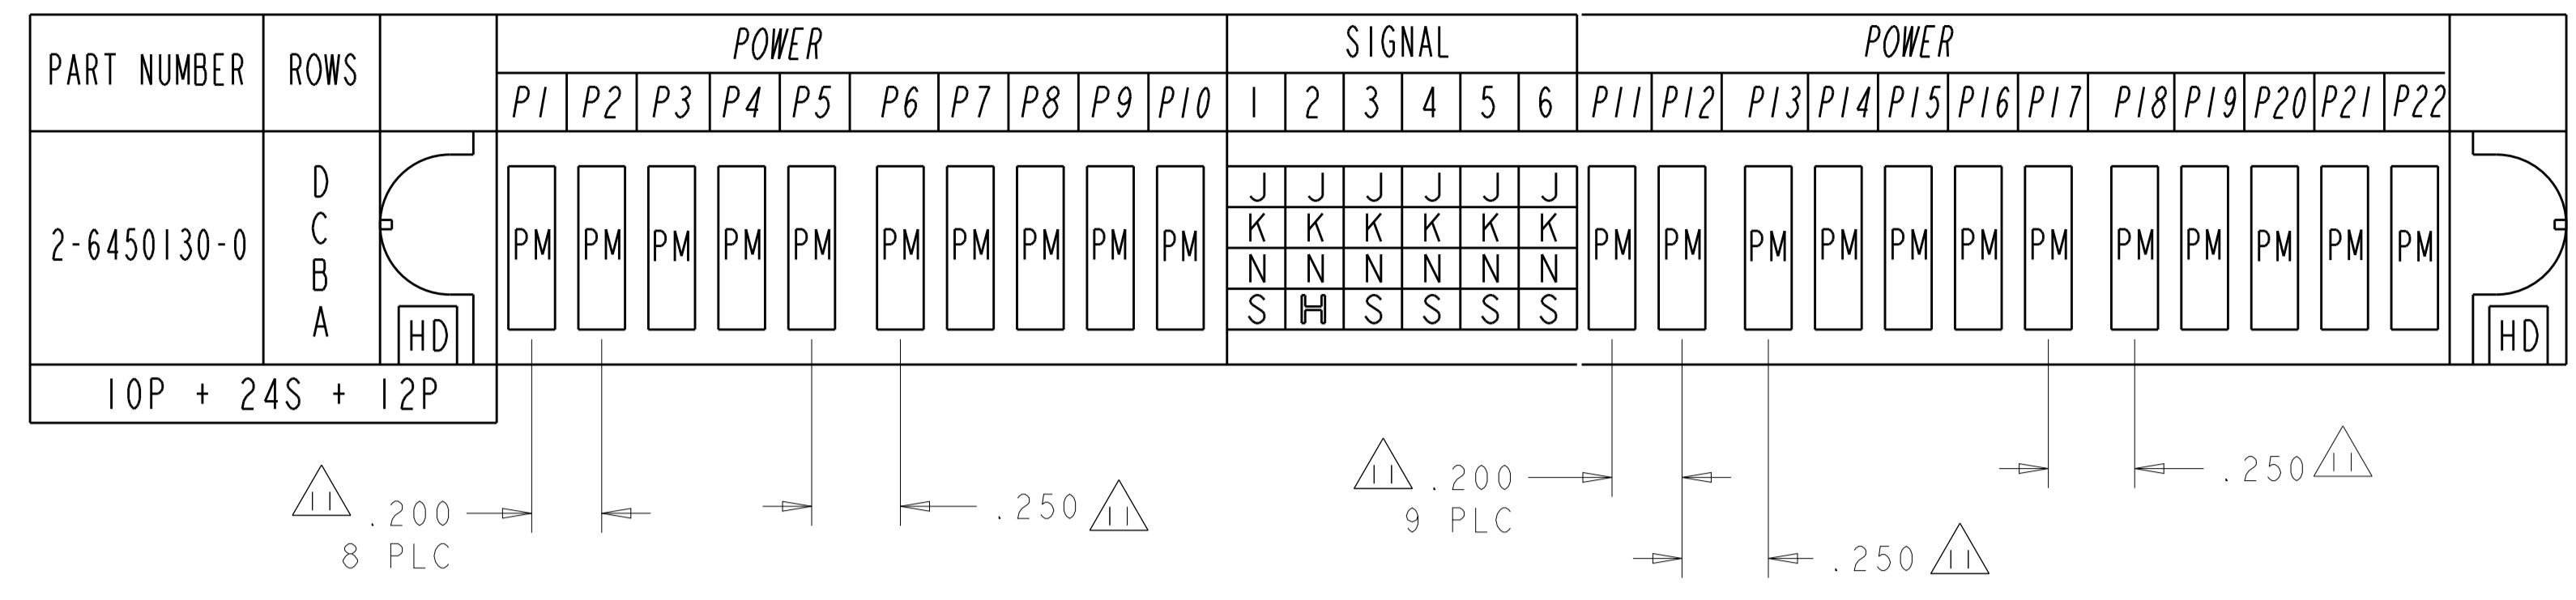 POWER SIGNAL POWER
PART NUMBER ROWS
P1 P2 P3 P4 P5 P6 P7 P8 P9 P10 1 2 3 4 5 6 P11 P12 P13 P14 P15 P16 P17 P18 P19 P20 P21 P22
D J J J J J J
C K K K K K K
2-6450130-0 PM PM PM PM PM PM PM PM PM PM PM PM PM PM PM PM PM PM PM PM PM PM
B N N N N N N
A S H S S S S
HD HD
10P + 24S + 12P
11 .200
8 PLC
.250 11
11 .200
9 PLC
.250 11
.250 11